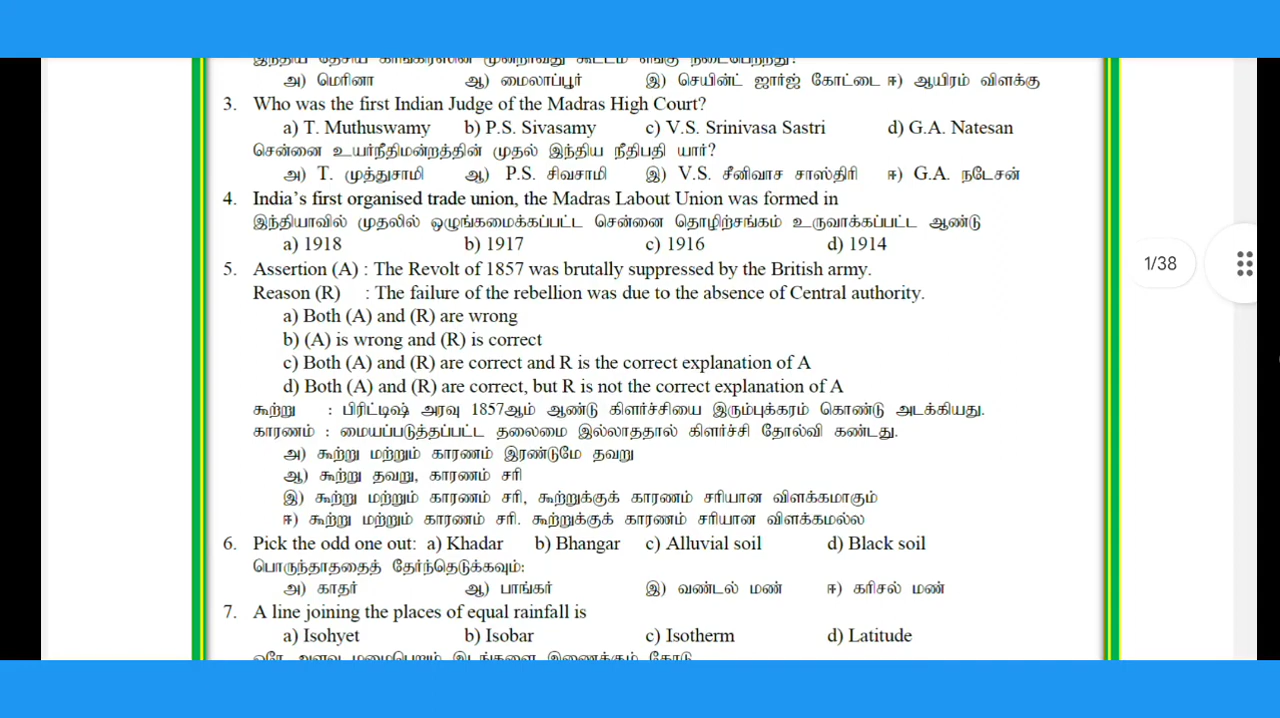 அ) மெரினா ஆ) மைலாப்பூர் இ) செயின்ட் ஜார்ஜ் கோட்டை ஈ) ஆயிரம் விளக்கு
3. Who was the first Indian Judge of the Madras High Court?
a) T. Muthuswamy b) P.S. Sivasamy c) V.S. Srinivasa Sastri d) G.A. Natesan
சென்னை உயர்நீதிமன்றத்தின் முதல் இந்திய நீதிபதி யார்?
அ) T. முத்துசாமி ஆ) P.S. சிவசாமி இ) V.S. சீனிவாச சாஸ்திரி ஈ) G.A. நடேசன்
4. India's first organised trade union, the Madras Labout Union was formed in
இந்தியாவில் முதலில் ஒழுங்கமைக்கப்பட்ட சென்னை தொழிற்சங்கம் உருவாக்கப்பட்ட ஆண்டு
a) 1918 b) 1917 c) 1916 d) 1914
5. Assertion (A) : The Revolt of 1857 was brutally suppressed by the British army.
Reason (R) : The failure of the rebellion was due to the absence of Central authority.
a) Both (A) and (R) are wrong
b) (A) is wrong and (R) is correct
c) Both (A) and (R) are correct and R is the correct explanation of A
d) Both (A) and (R) are correct, but R is not the correct explanation of A
கூற்று : பிரிட்டிஷ் அரவு 1857ஆம் ஆண்டு கிளர்ச்சியை இரும்புக்கரம் கொண்டு அடக்கியது.
காரணம் : மையப்படுத்தப்பட்ட தலைமை இல்லாததால் கிளர்ச்சி தோல்வி கண்டது.
அ) கூற்று மற்றும் காரணம் இரண்டுமே தவறு
ஆ) கூற்று தவறு, காரணம் சரி
இ) கூற்று மற்றும் காரணம் சரி, கூற்றுக்குக் காரணம் சரியான விளக்கமாகும்
ஈ) கூற்று மற்றும் காரணம் சரி. கூற்றுக்குக் காரணம் சரியான விளக்கமல்ல
6. Pick the odd one out: a) Khadar b) Bhangar c) Alluvial soil d) Black soil
பொருந்தாததைத் தேர்ந்தெடுக்கவும்:
அ) காதர் ஆ) பாங்கர் இ) வண்டல் மண் ஈ) கரிசல் மண்
7. A line joining the places of equal rainfall is
a) Isohyet b) Isobar c) Isotherm d) Latitude
1/38